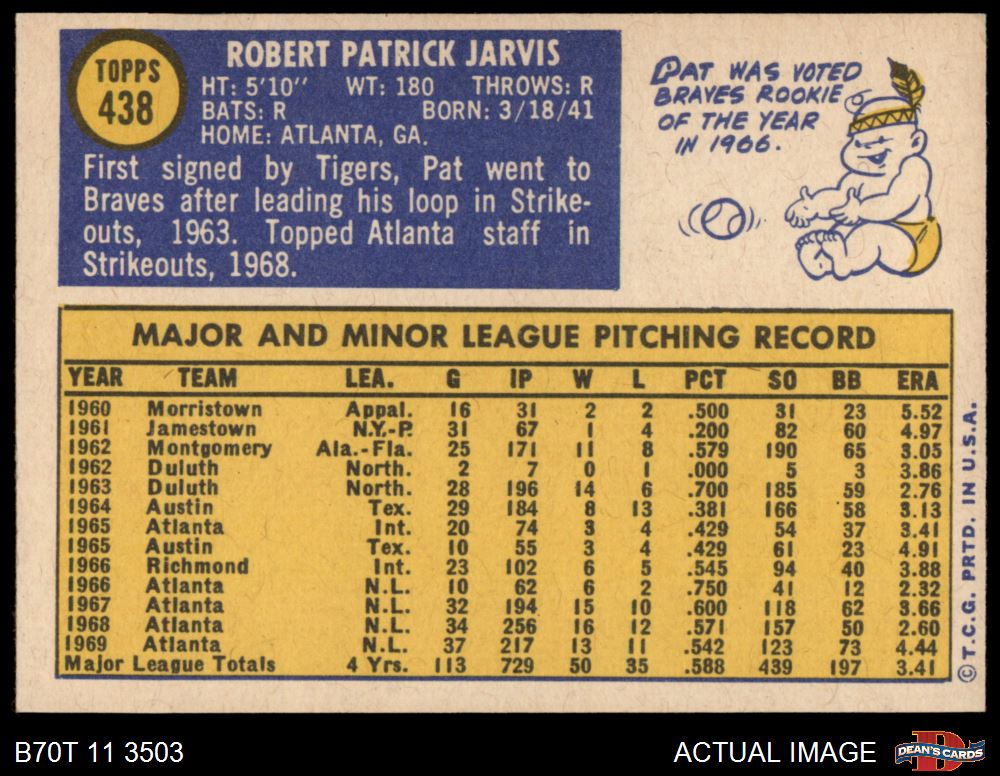 TOPPS
438
ROBERT PATRICK JARVIS
HT: 5'10" WT: 180 THROWS: R
BATS: R BORN: 3/18/41
HOME: ATLANTA, GA.
First signed by Tigers, Pat went to
Braves after leading his loop in Strike-
outs, 1963. Topped Atlanta staff in
Strikeouts, 1968.
PAT WAS VOTED
BRAVES ROOKIE
OF THE YEAR
IN 1966.
MAJOR AND MINOR LEAGUE PITCHING RECORD
YEAR TEAM LEA. G IP W L PCT SO BB ERA
1960 Morristown Appal. 16 31 2 2 .500 31 23 5.52
1961 Jamestown N.Y.-P. 31 67 1 4 .200 82 60 4.97
1962 Montgomery Ala.-Fla. 25 171 11 8 .579 190 65 3.05
1962 Duluth North. 2 7 0 1 .000 5 3 3.86
1963 Duluth North. 28 196 14 6 .700 185 59 2.76
1964 Austin Tex. 29 184 8 13 .381 166 58 3.13
1965 Atlanta Int. 20 74 3 4 .429 54 37 3.41
1965 Austin Tex. 10 55 3 4 .429 61 23 4.91
1966 Richmond Int. 23 102 6 5 .545 94 40 3.88
1966 Atlanta N.L. 10 62 6 2 .750 41 12 2.32
1967 Atlanta N.L. 32 194 15 10 .600 118 62 3.66
1968 Atlanta N.L. 34 256 16 12 .571 157 50 2.60
1969 Atlanta N.L. 37 217 13 11 .542 123 73 4.44
Major League Totals 4 Yrs. 113 729 50 35 .588 439 197 3.41
© T.C.G. PRTD. IN U.S.A.
B70T 11 3503
ACTUAL IMAGE
D
DEAN'S CARDS